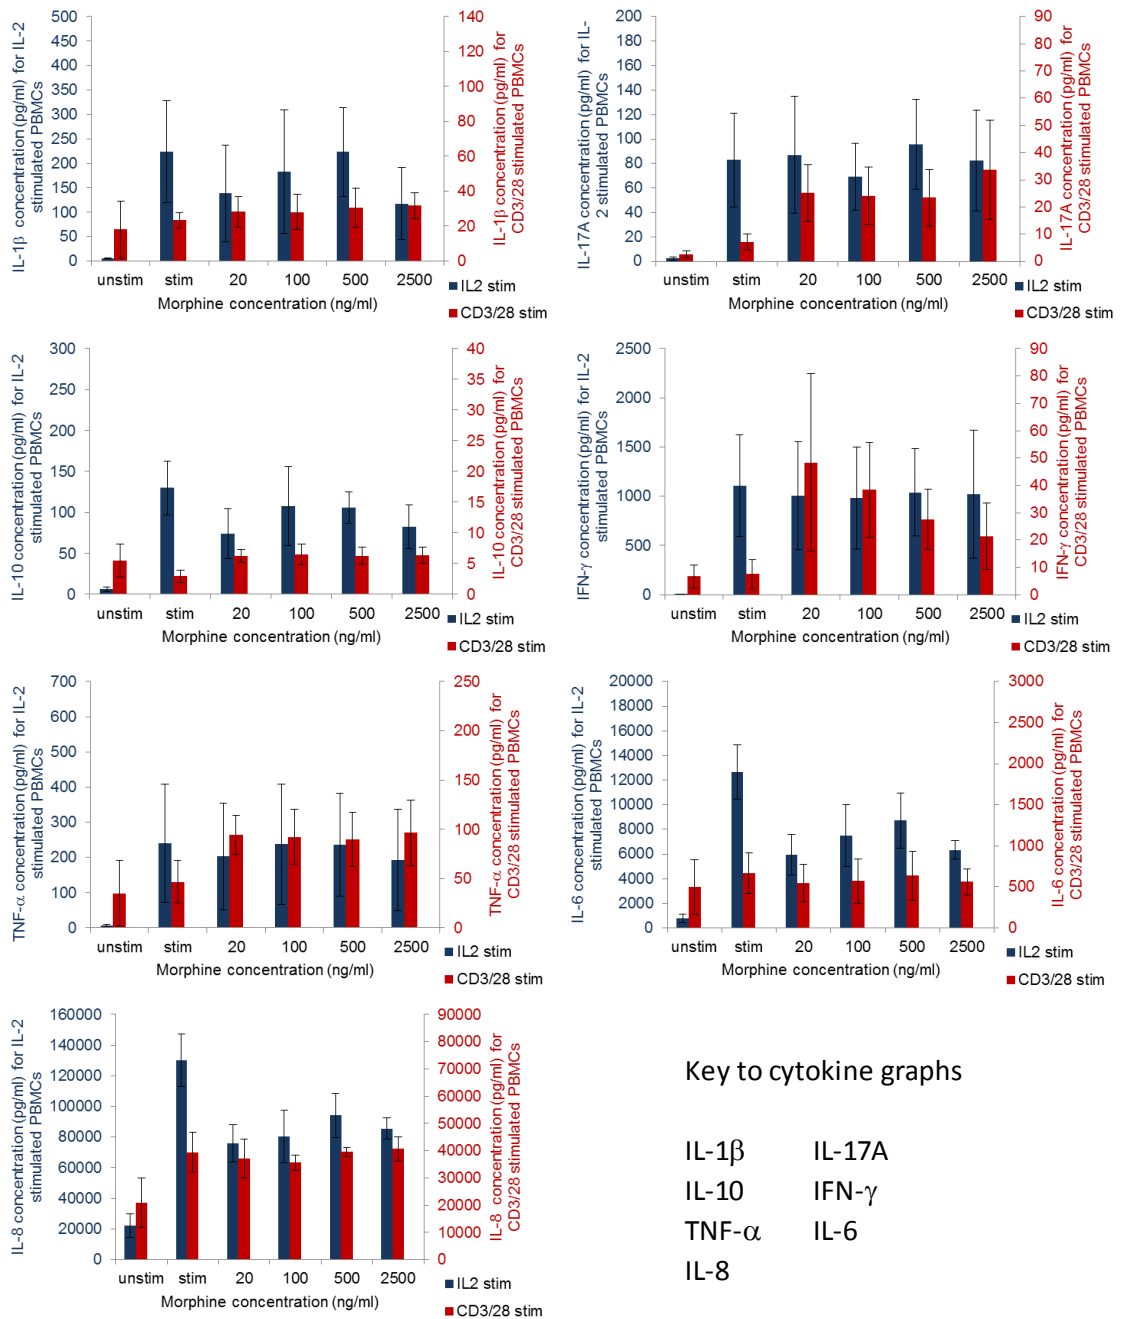 IL-1β concentration (pg/ml) for IL-2
stimulated PBMCs
500
450
400
350
300
250
200
150
100
50
0
140
120
100
80
60
40
20
0
IL-1β concentration (pg/ml) for
CD3/28 stimulated PBMCs
unstim stim 20 100 500 2500
Morphine concentration (ng/ml)
IL2 stim
CD3/28 stim
IL-17A concentration (pg/ml) for IL-
2 stimulated PBMCs
200
180
160
140
120
100
80
60
40
20
0
90
80
70
60
50
40
30
20
10
0
IL-17A concentration (pg/ml) for
CD3/28 stimulated PBMCs
unstim stim 20 100 500 2500
Morphine concentration (ng/ml)
IL2 stim
CD3/28 stim
IL-10 concentration (pg/ml) for IL-2
stimulated PBMCs
300
250
200
150
100
50
0
40
35
30
25
20
15
10
5
0
IL-10 concentration (pg/ml) for
CD3/28 stimulated PBMCs
unstim stim 20 100 500 2500
Morphine concentration (ng/ml)
IL2 stim
CD3/28 stim
IFN-γ concentration (pg/ml) for IL-2
stimulated PBMCs
2500
2000
1500
1000
500
0
90
80
70
60
50
40
30
20
10
0
IFN-γ concentration (pg/ml) for
CD3/28 stimulated PBMCs
unstim stim 20 100 500 2500
Morphine concentration (ng/ml)
IL2 stim
CD3/28 stim
TNF-α concentration (pg/ml) for IL-2
stimulated PBMCs
700
600
500
400
300
200
100
0
250
200
150
100
50
0
TNF-α concentration (pg/ml) for
CD3/28 stimulated PBMCs
unstim stim 20 100 500 2500
Morphine concentration (ng/ml)
IL2 stim
CD3/28 stim
IL-6 concentration (pg/ml) for IL-2
stimulated PBMCs
20000
18000
16000
14000
12000
10000
8000
6000
4000
2000
0
3000
2500
2000
1500
1000
500
0
IL-6 concentration (pg/ml) for
CD3/28 stimulated PBMCs
unstim stim 20 100 500 2500
Morphine concentration (ng/ml)
IL2 stim
CD3/28 stim
IL-8 concentration (pg/ml) for IL-2
stimulated PBMCs
160000
140000
120000
100000
80000
60000
40000
20000
0
90000
80000
70000
60000
50000
40000
30000
20000
10000
0
IL-8 concentration (pg/ml) for
CD3/28 stimulated PBMCs
unstim stim 20 100 500 2500
Morphine concentration (ng/ml)
IL2 stim
CD3/28 stim
Key to cytokine graphs
IL-1β IL-17A
IL-10 IFN-γ
TNF-α IL-6
IL-8